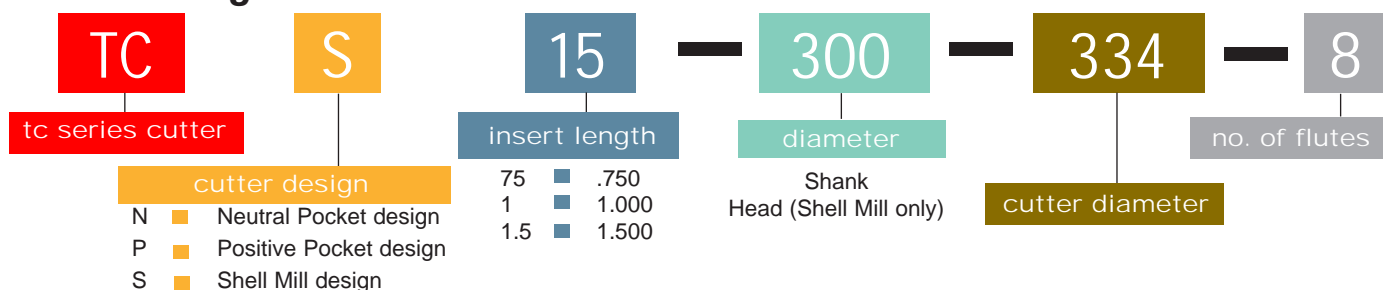 TC S 15 — 300 — 334 — 8
tc series cutter
cutter design
N Neutral Pocket design
P Positive Pocket design
S Shell Mill design
insert length
75 .750
1 1.000
1.5 1.500
diameter
Shank
Head (Shell Mill only)
cutter diameter
no. of flutes